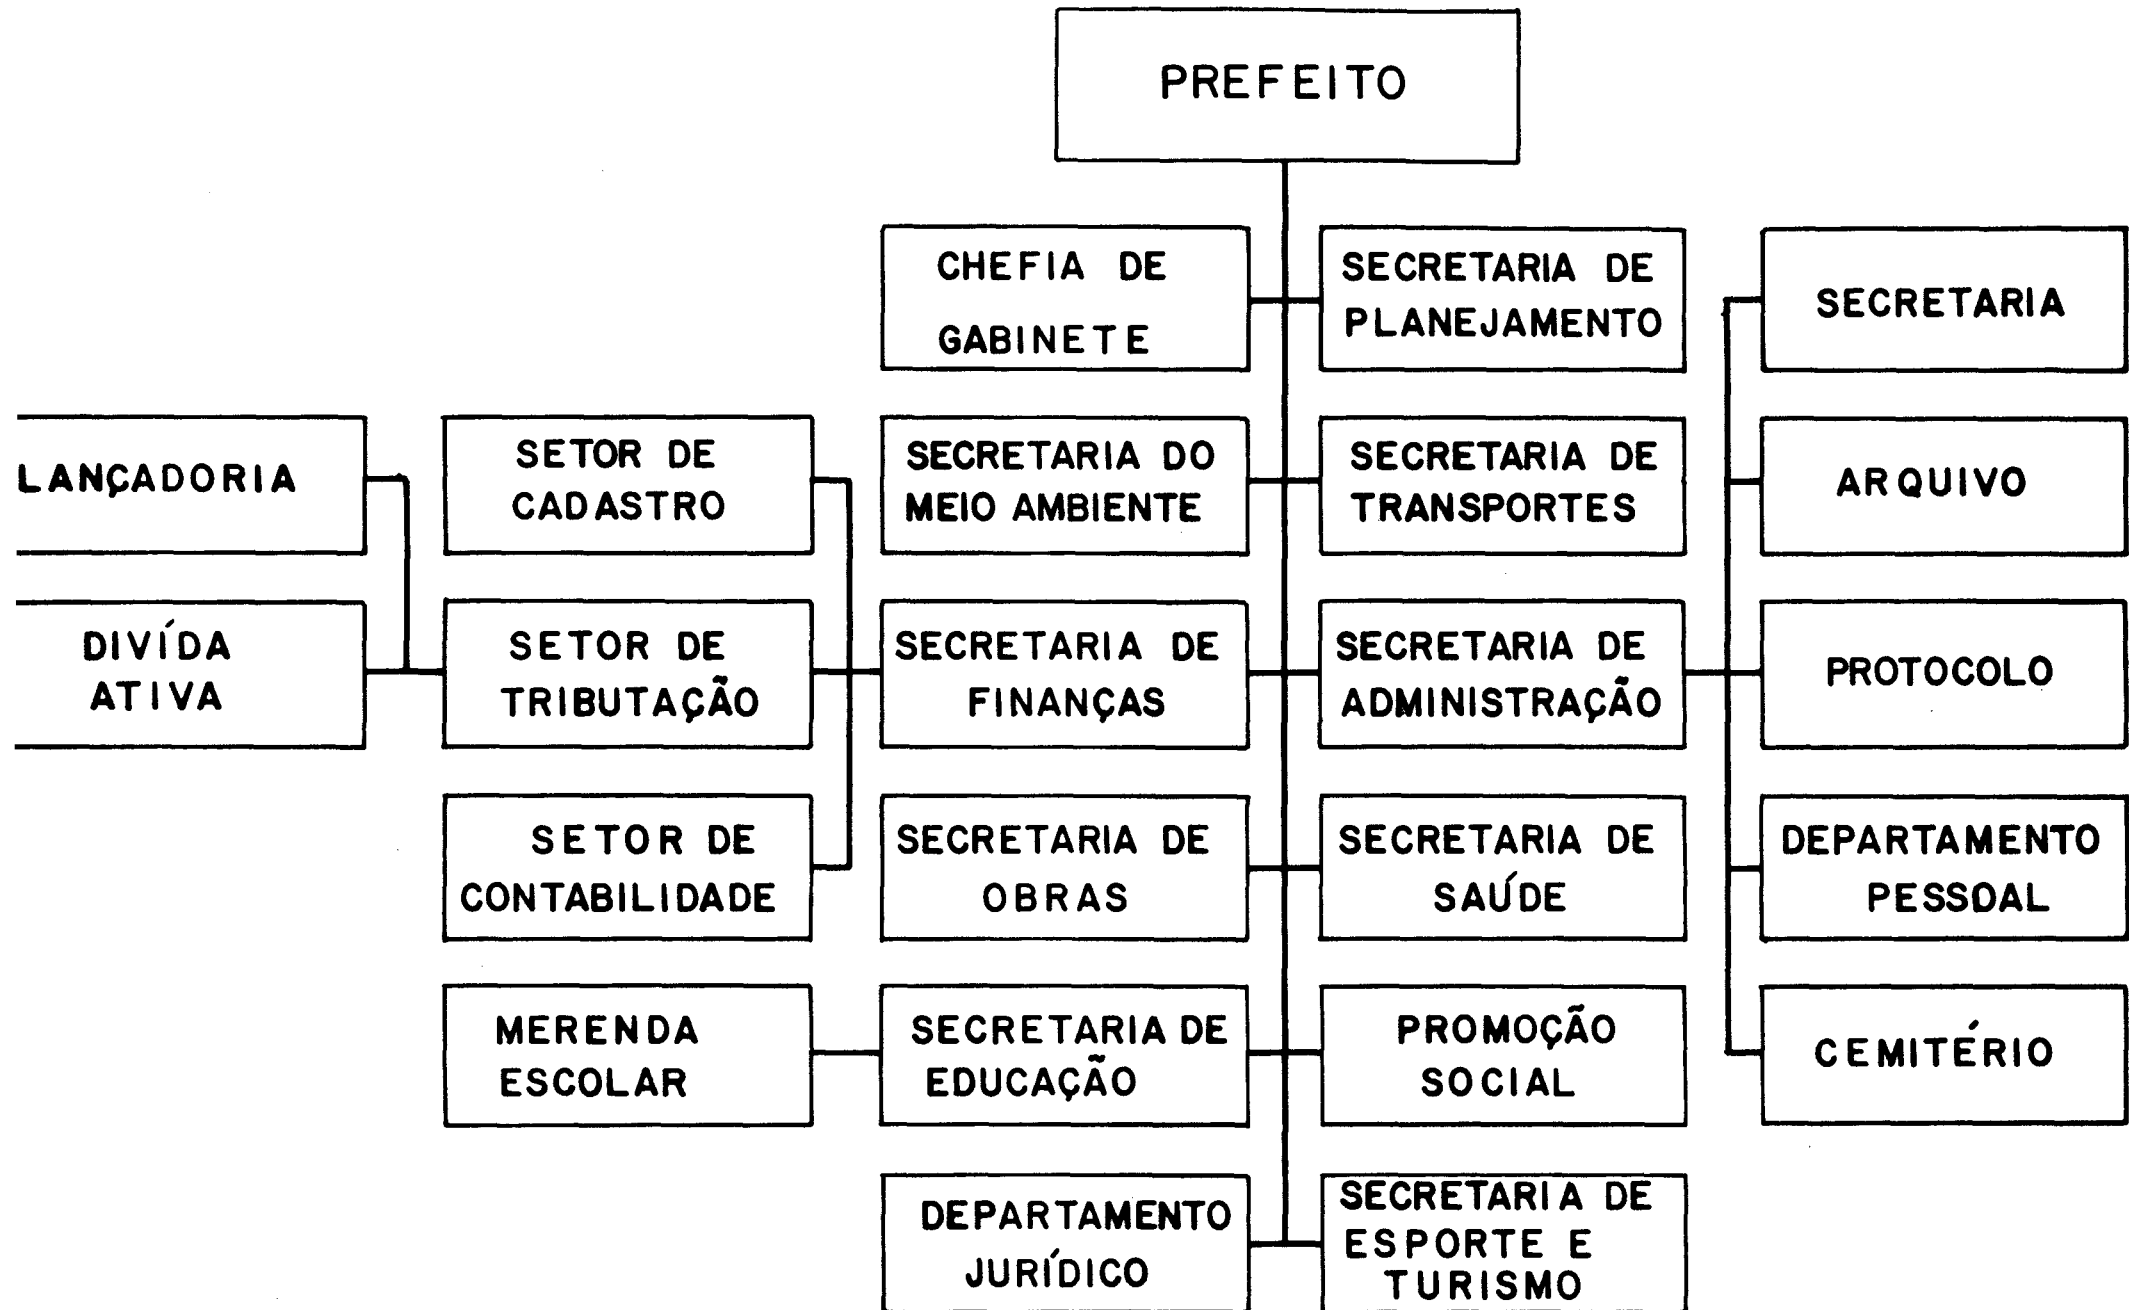 PREFEITO
CHEFIA DE
GABINETE
SECRETARIA DE
PLANEJAMENTO
SECRETARIA
LANÇADORIA
SETOR DE
CADASTRO
SECRETARIA DO
MEIO AMBIENTE
SECRETARIA DE
TRANSPORTES
ARQUIVO
DIVÍDA
ATIVA
SETOR DE
TRIBUTAÇÃO
SECRETARIA DE
FINANÇAS
SECRETARIA DE
ADMINISTRAÇÃO
PROTOCOLO
SETOR DE
CONTABILIDADE
SECRETARIA DE
OBRAS
SECRETARIA DE
SAÚDE
DEPARTAMENTO
PESSOAL
MERENDA
ESCOLAR
SECRETARIA DE
EDUCAÇÃO
PROMOÇÃO
SOCIAL
CEMITÉRIO
DEPARTAMENTO
JURÍDICO
SECRETARIA DE
ESPORTE E
TURISMO